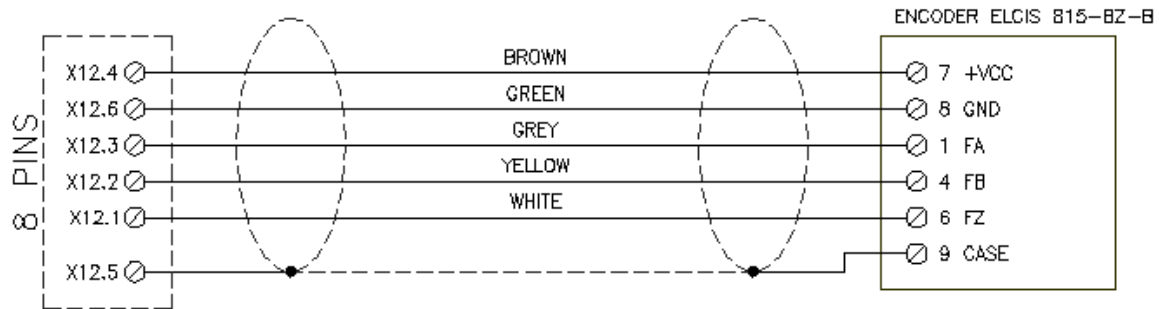 ENCODER ELCIS 815-BZ-B
8 PINS
X12.4 BROWN 7 +VCC
X12.6 GREEN 8 GND
X12.3 GREY 1 FA
X12.2 YELLOW 4 FB
X12.1 WHITE 6 FZ
X12.5 9 CASE